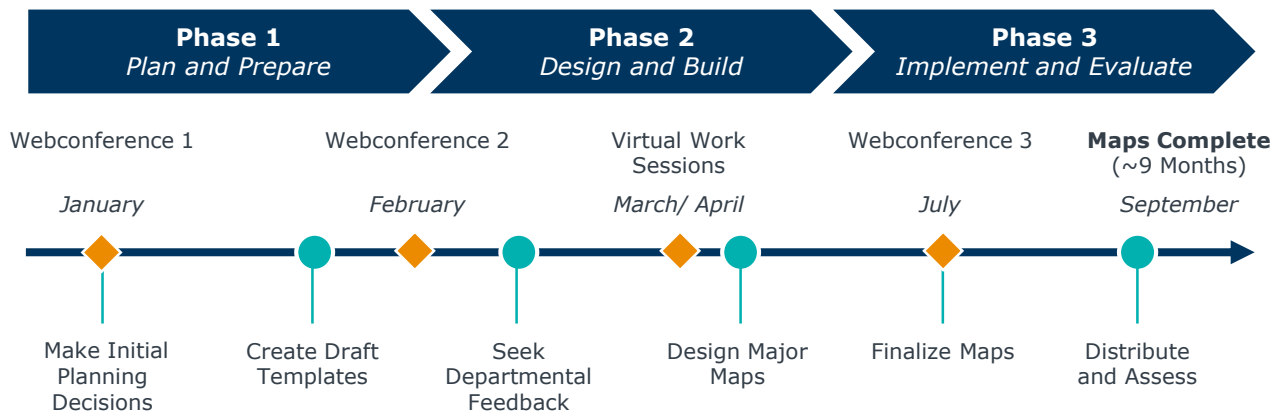 Phase 1
Plan and Prepare
Phase 2
Design and Build
Phase 3
Implement and Evaluate
Webconference 1
Webconference 2
Virtual Work
Sessions
Webconference 3
Maps Complete
(~9 Months)
January
February
March/ April
July
September
Make Initial
Planning
Decisions
Create Draft
Templates
Seek
Departmental
Feedback
Design Major
Maps
Finalize Maps
Distribute
and Assess